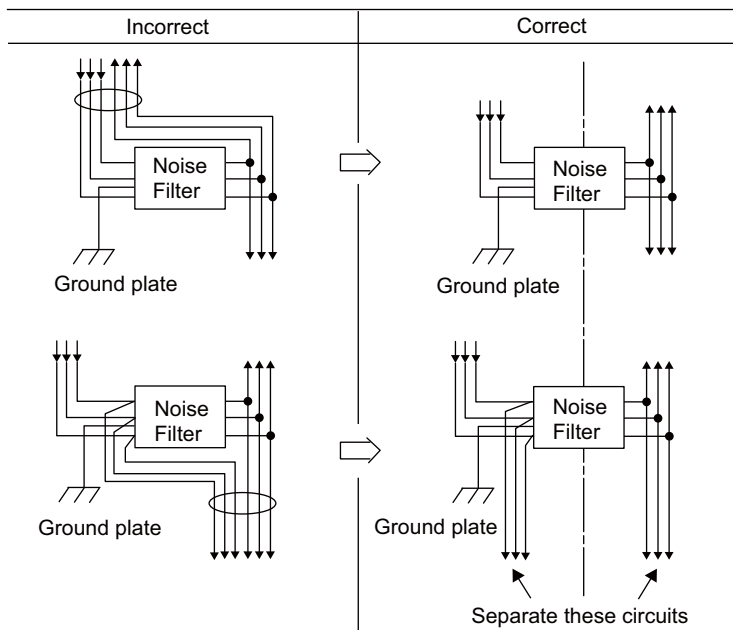 Incorrect
Correct
Noise
Filter
Ground plate
Noise
Filter
Ground plate
Noise
Filter
Ground plate
Noise
Filter
Ground plate
Separate these circuits